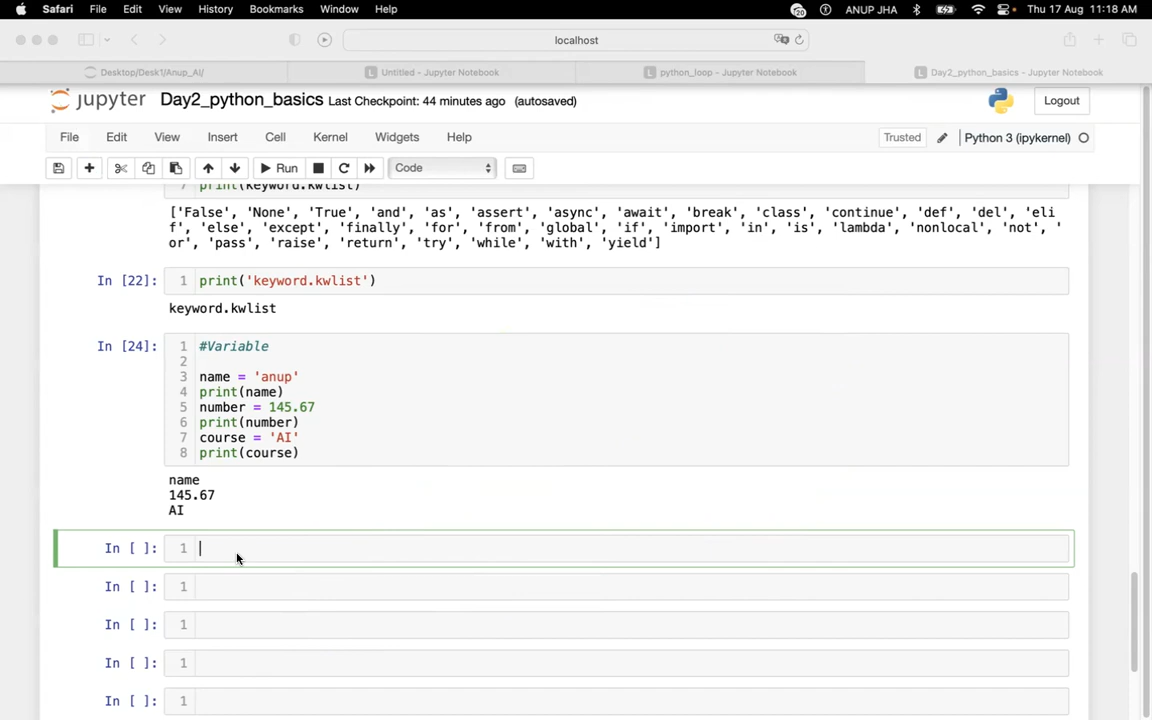 Safari File Edit View History Bookmarks Window Help 20 ANUP JHA Thu 17 Aug 11:18 AM
localhost
Desktop/Desk1/Anup_AI/ Untitled - Jupyter Notebook python_loop - Jupyter Notebook Day2_python_basics - Jupyter Notebook
jupyter Day2_python_basics Last Checkpoint: 44 minutes ago (autosaved) Logout
File Edit View Insert Cell Kernel Widgets Help Trusted Python 3 (ipykernel)
Run Code
7 print(keyword.kwlist)
['False', 'None', 'True', 'and', 'as', 'assert', 'async', 'await', 'break', 'class', 'continue', 'def', 'del', 'eli
f', 'else', 'except', 'finally', 'for', 'from', 'global', 'if', 'import', 'in', 'is', 'lambda', 'nonlocal', 'not', '
or', 'pass', 'raise', 'return', 'try', 'while', 'with', 'yield']
In [22]: 1 print('keyword.kwlist')
keyword.kwlist
In [24]: 1 #Variable
2
3 name = 'anup'
4 print(name)
5 number = 145.67
6 print(number)
7 course = 'AI'
8 print(course)
name
145.67
AI
In [ ]: 1
In [ ]: 1
In [ ]: 1
In [ ]: 1
In [ ]: 1